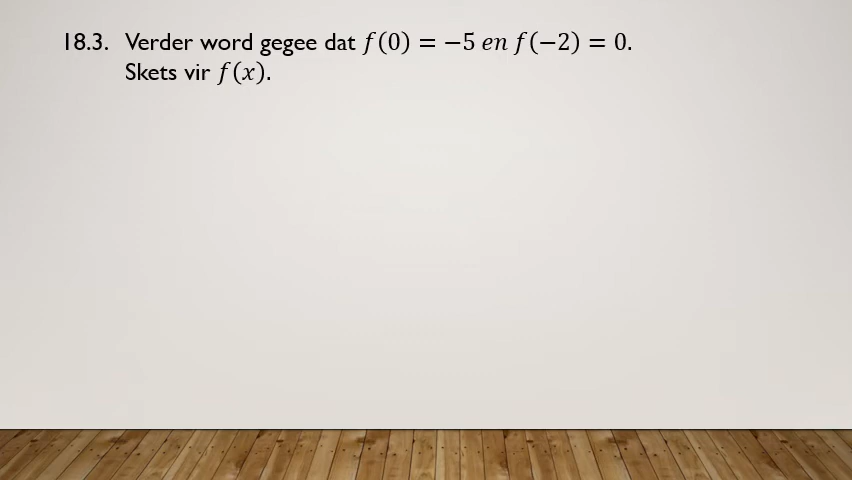 18.3. Verder word gegee dat 𝑓(0) = −5 𝑒𝑛 𝑓(−2) = 0.
Skets vir 𝑓(𝑥).